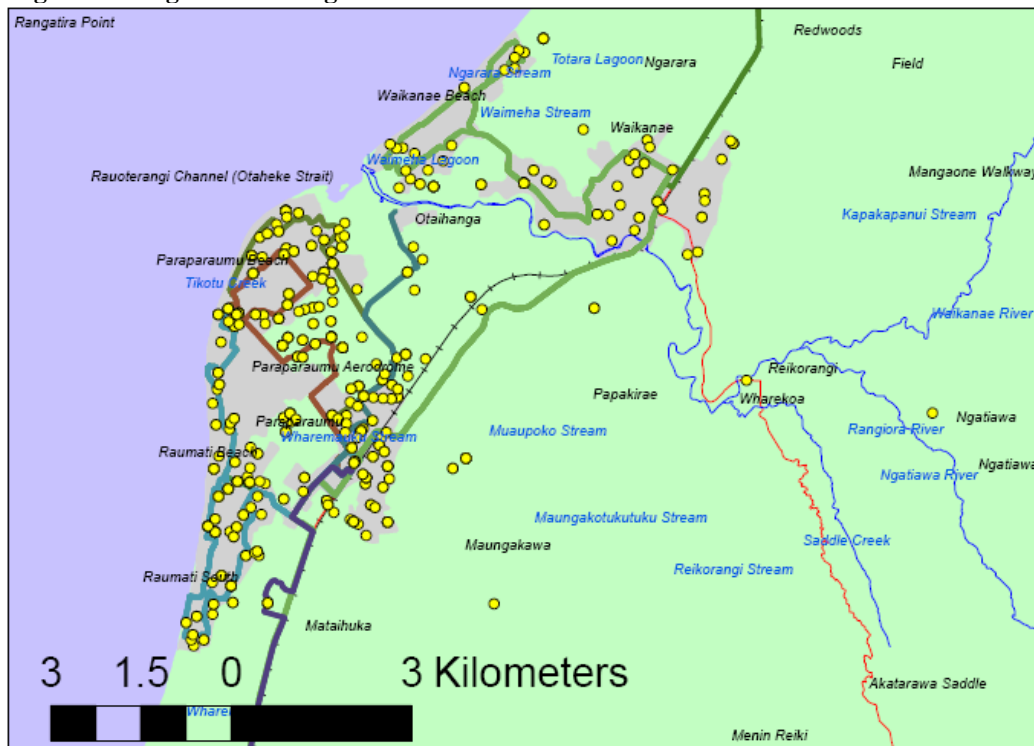 Rangatira Point
Redwoods
Totara Lagoon
Ngarara
Field
Ngarara Stream
Waikanae Beach
Waimeha Stream
Waikanae
Waimeha Lagoon
Rauoterangi Channel (Otaheke Strait)
Mangaone Walkway
Otaihanga
Kapakapanui Stream
Paraparaumu Beach
Tikotu Creek
Waikanae River
Paraparaumu Aerodrome
Reikorangi
Papakirae
Wharekoa
Paraparaumu
Ngatiawa
Wharemauku Stream
Muaupoko Stream
Rangiora River
Raumati Beach
Ngatiawa
Ngatiawa River
Maungakotukutuku Stream
Maungakawa
Saddle Creek
Raumati South
Reikorangi Stream
Mataihuka
3 1.5 0 3 Kilometers
Akatarawa Saddle
Menin Reiki